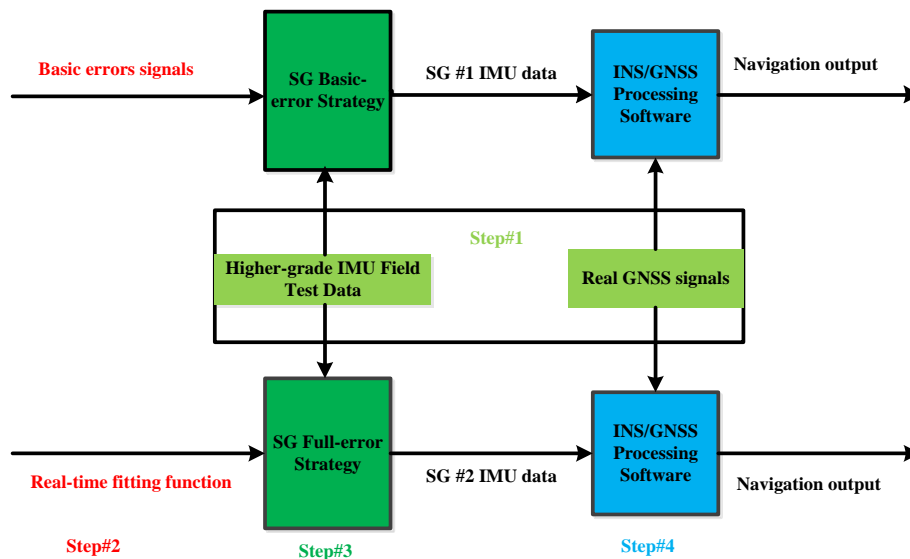 Basic errors signals
SG Basic-
error Strategy
SG #1 IMU data
INS/GNSS
Processing
Software
Navigation output
Step#1
Higher-grade IMU Field
Test Data
Real GNSS signals
Real-time fitting function
SG Full-error
Strategy
SG #2 IMU data
INS/GNSS
Processing
Software
Navigation output
Step#2
Step#3
Step#4